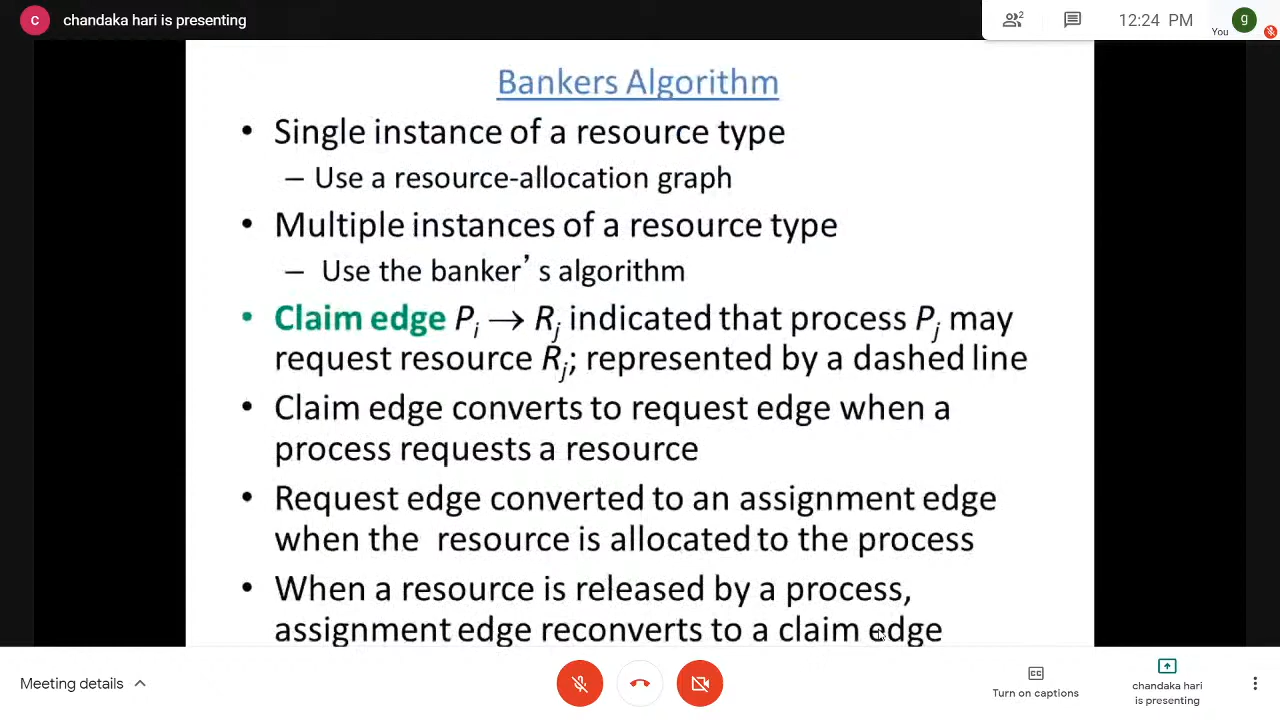 c chandaka hari is presenting
2
12:24 PM
You g
Bankers Algorithm
• Single instance of a resource type
– Use a resource-allocation graph
• Multiple instances of a resource type
– Use the banker’s algorithm
• Claim edge Pi → Rj indicated that process Pj may
request resource Rj; represented by a dashed line
• Claim edge converts to request edge when a
process requests a resource
• Request edge converted to an assignment edge
when the resource is allocated to the process
• When a resource is released by a process,
assignment edge reconverts to a claim edge
Meeting details
CC
Turn on captions
chandaka hari
is presenting